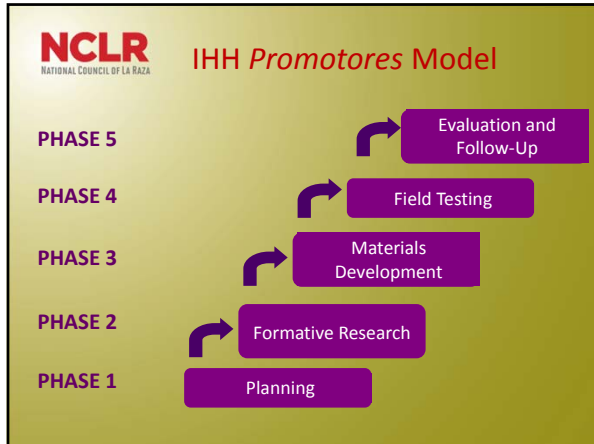 NCLR
NATIONAL COUNCIL OF LA RAZA
IHH Promotores Model
PHASE 5
Evaluation and
Follow-Up
PHASE 4
Field Testing
PHASE 3
Materials
Development
PHASE 2
Formative Research
PHASE 1
Planning